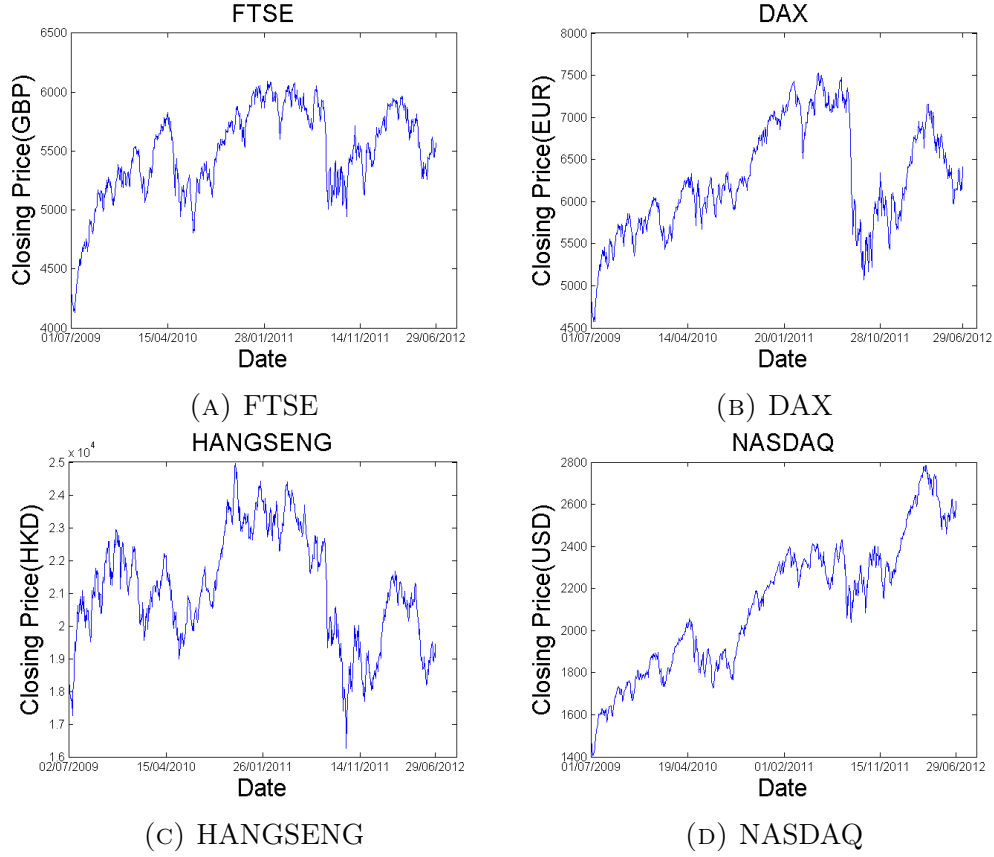 FTSE
6500
6000
5500
5000
4500
4000
Closing Price(GBP)
01/07/2009 15/04/2010 28/01/2011 14/11/2011 29/06/2012
Date
(A) FTSE
DAX
8000
7500
7000
6500
6000
5500
5000
4500
Closing Price(EUR)
01/07/2009 14/04/2010 20/01/2011 28/10/2011 29/06/2012
Date
(B) DAX
HANGSENG
x 10^4
2.5
2.4
2.3
2.2
2.1
2
1.9
1.8
1.7
1.6
Closing Price(HKD)
02/07/2009 15/04/2010 26/01/2011 14/11/2011 29/06/2012
Date
(C) HANGSENG
NASDAQ
2800
2600
2400
2200
2000
1800
1600
1400
Closing Price(USD)
01/07/2009 19/04/2010 01/02/2011 15/11/2011 29/06/2012
Date
(D) NASDAQ